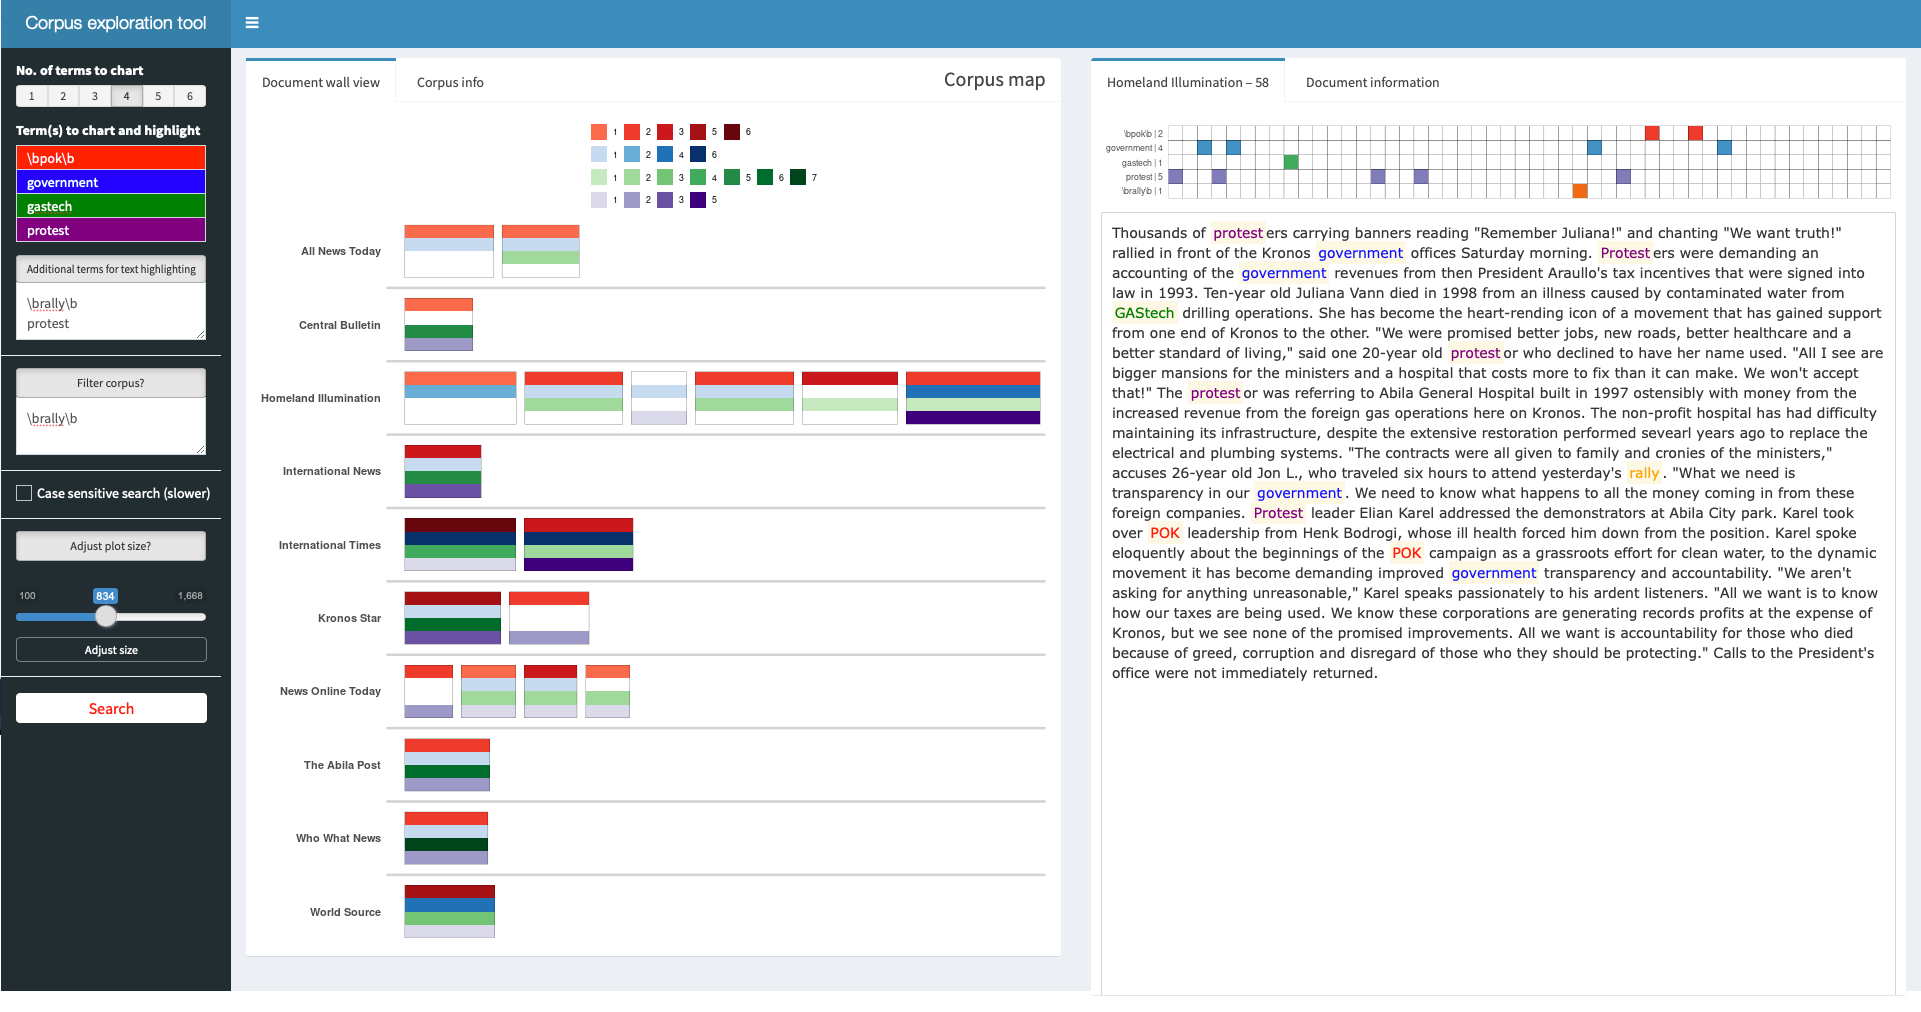 Corpus exploration tool
No. of terms to chart
1 2 3 4 5 6
Term(s) to chart and highlight
\bpok\b
government
gastech
protest
Additional terms for text highlighting
\brally\b
protest
Filter corpus?
\brally\b
Case sensitive search (slower)
Adjust plot size?
100 834 1,668
Adjust size
Search
Document wall view Corpus info Corpus map
1 2 3 5 6
1 2 4 6
1 2 3 4 5 6 7
1 2 3 5
All News Today
Central Bulletin
Homeland Illumination
International News
International Times
Kronos Star
News Online Today
The Abila Post
Who What News
World Source
Homeland Illumination – 58 Document information
\bpok\b | 2
government | 4
gastech | 1
protest | 5
\brally\b | 1
Thousands of protesters carrying banners reading "Remember Juliana!" and chanting "We want truth!"
rallied in front of the Kronos government offices Saturday morning. Protesters were demanding an
accounting of the government revenues from then President Araullo's tax incentives that were signed into
law in 1993. Ten-year old Juliana Vann died in 1998 from an illness caused by contaminated water from
GAStech drilling operations. She has become the heart-rending icon of a movement that has gained support
from one end of Kronos to the other. "We were promised better jobs, new roads, better healthcare and a
better standard of living," said one 20-year old protestor who declined to have her name used. "All I see are
bigger mansions for the ministers and a hospital that costs more to fix than it can make. We won't accept
that!" The protestor was referring to Abila General Hospital built in 1997 ostensibly with money from the
increased revenue from the foreign gas operations here on Kronos. The non-profit hospital has had difficulty
maintaining its infrastructure, despite the extensive restoration performed sevearl years ago to replace the
electrical and plumbing systems. "The contracts were all given to family and cronies of the ministers,"
accuses 26-year old Jon L., who traveled six hours to attend yesterday's rally. "What we need is
transparency in our government. We need to know what happens to all the money coming in from these
foreign companies. Protest leader Elian Karel addressed the demonstrators at Abila City park. Karel took
over POK leadership from Henk Bodrogi, whose ill health forced him down from the position. Karel spoke
eloquently about the beginnings of the POK campaign as a grassroots effort for clean water, to the dynamic
movement it has become demanding improved government transparency and accountability. "We aren't
asking for anything unreasonable," Karel speaks passionately to his ardent listeners. "All we want is to know
how our taxes are being used. We know these corporations are generating records profits at the expense of
Kronos, but we see none of the promised improvements. All we want is accountability for those who died
because of greed, corruption and disregard of those who they should be protecting." Calls to the President's
office were not immediately returned.